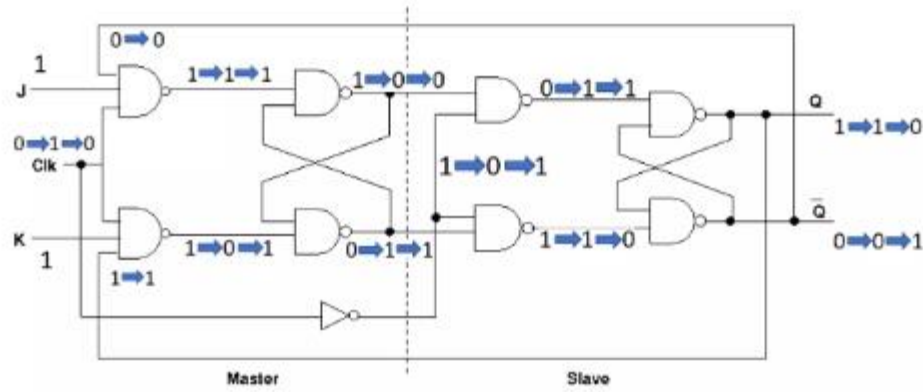 0➡0
1
1➡1➡1
1➡0➡0
0➡1➡1
J
Q
1➡1➡0
0➡1➡0
Clk
1➡0➡1
Q̅
K
1➡0➡1
0➡1➡1
1➡1➡0
0➡0➡1
1
1➡1
Master
Slave